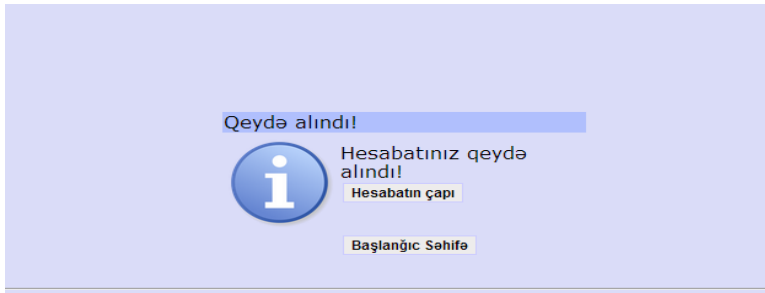 Qeydə alındı!
Hesabatınız qeydə
alındı!
Hesabatın çapı
Başlanğıc Səhifə